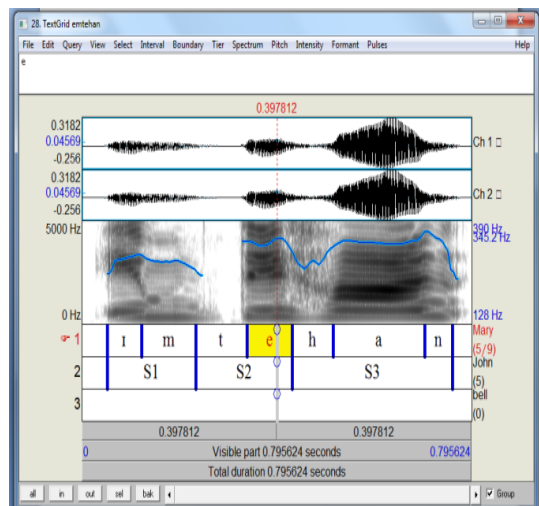 28. TextGrid emtehan
File Edit Query View Select Interval Boundary Tier Spectrum Pitch Intensity Formant Pulses Help
e
0.397812
0.3182
0.04569
-0.256
Ch 1
0.3182
0.04569
-0.256
Ch 2
5000 Hz
390 Hz
345.2 Hz
0 Hz
128 Hz
1 ɪ m t e h a n Mary (5/9)
2 S1 S2 S3 John (5)
3 bell (0)
0.397812 0.397812
0 Visible part 0.795624 seconds 0.795624
Total duration 0.795624 seconds
all in out sel bak Group